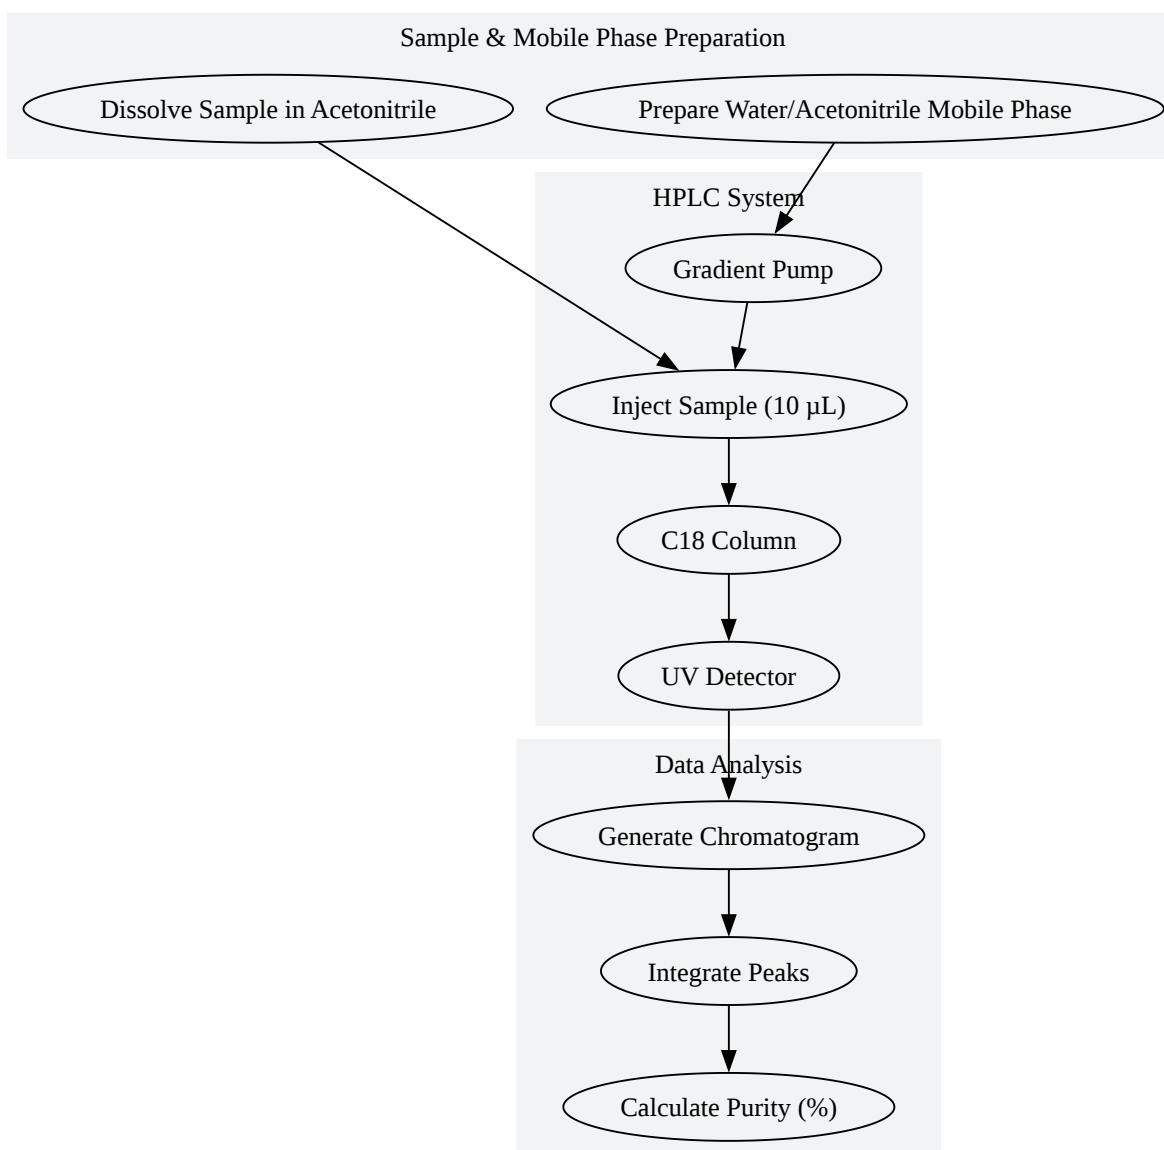 Sample & Mobile Phase Preparation
Dissolve Sample in Acetonitrile
Prepare Water/Acetonitrile Mobile Phase
HPLC System
Gradient Pump
Inject Sample (10 µL)
C18 Column
UV Detector
Data Analysis
Generate Chromatogram
Integrate Peaks
Calculate Purity (%)